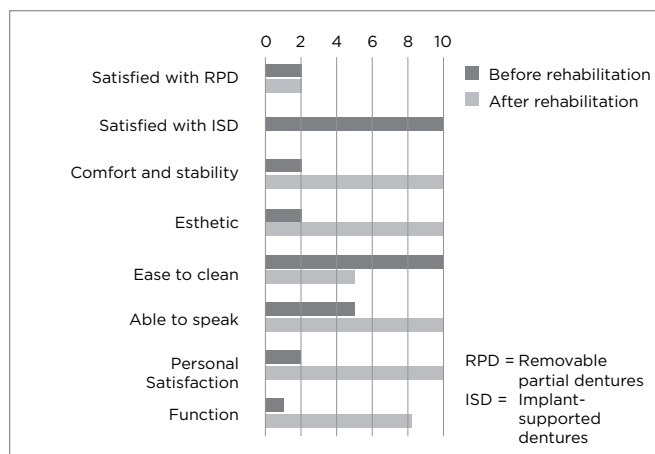 0 2 4 6 8 10
Satisfied with RPD
Satisfied with ISD
Comfort and stability
Esthetic
Ease to clean
Able to speak
Personal
Satisfaction
Function
Before rehabilitation
After rehabilitation
RPD = Removable
partial dentures
ISD = Implant-
supported
dentures